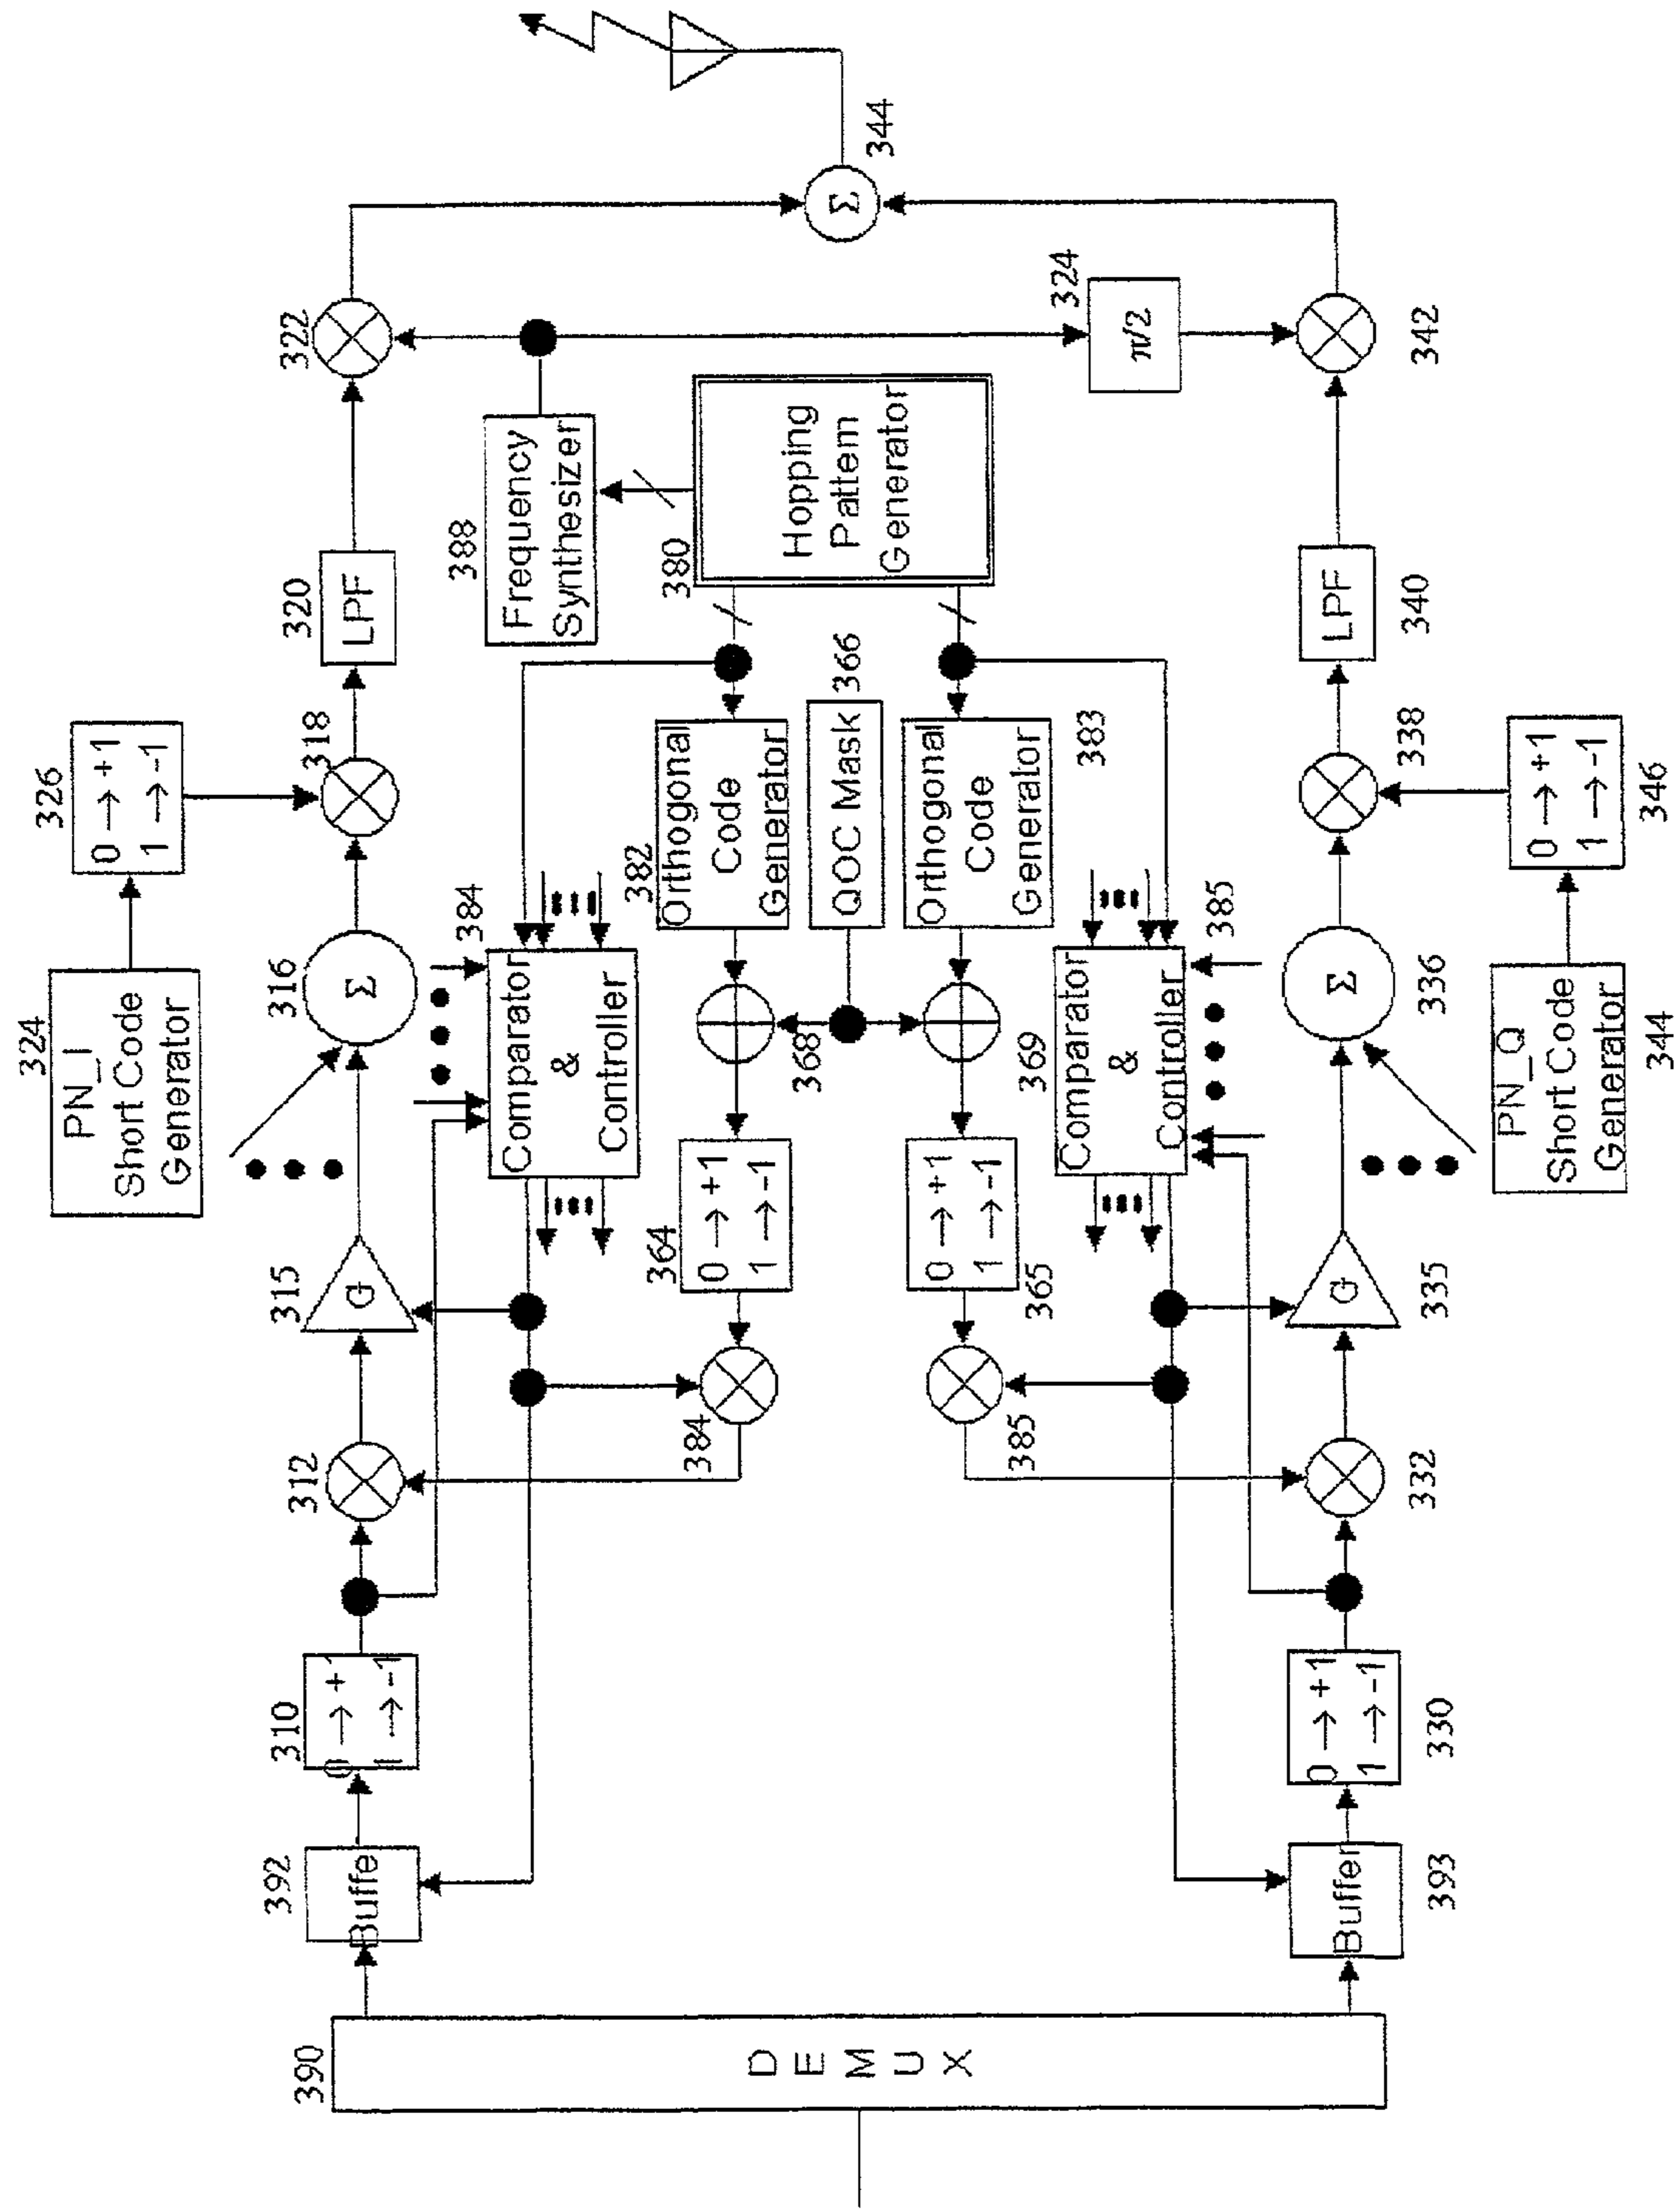 324
PN_I
Short Code
Generator
326
0 → +1
1 → -1
390
392
Buffe
310
0 → +1
1 → -1
312
315
G
316
Σ
318
320
LPF
322
384
Comparator
&
Controller
388
Frequency
Synthesizer
364
0 → +1
1 → -1
384
368
382
Orthogonal
Code
Generator
380
Hopping
Pattern
Generator
D
E
M
U
X
QOC Mask
366
Σ
344
385
365
0 → +1
1 → -1
369
Orthogonal
Code
Generator
383
Comparator
&
Controller
385
324
π/2
393
Buffer
330
0 → +1
1 → -1
332
335
G
336
Σ
338
340
LPF
342
344
PN_Q
Short Code
Generator
346
0 → +1
1 → -1